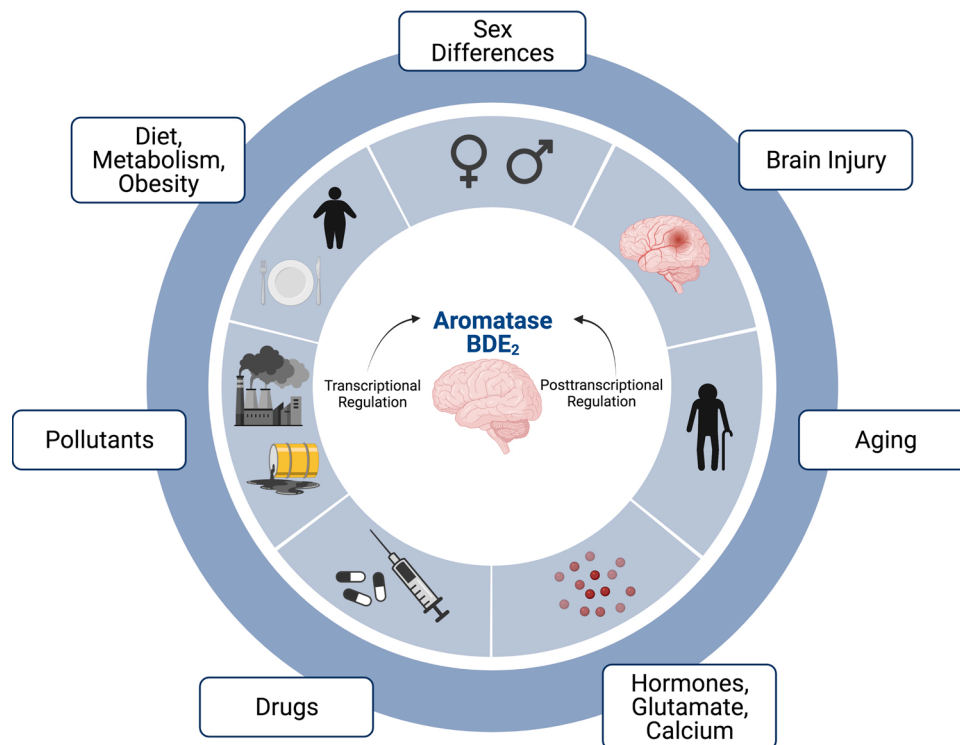 Sex
Differences
Diet,
Metabolism,
Obesity
Brain Injury
Aromatase
BDE₂
Transcriptional
Regulation
Posttranscriptional
Regulation
Pollutants
Aging
Drugs
Hormones,
Glutamate,
Calcium